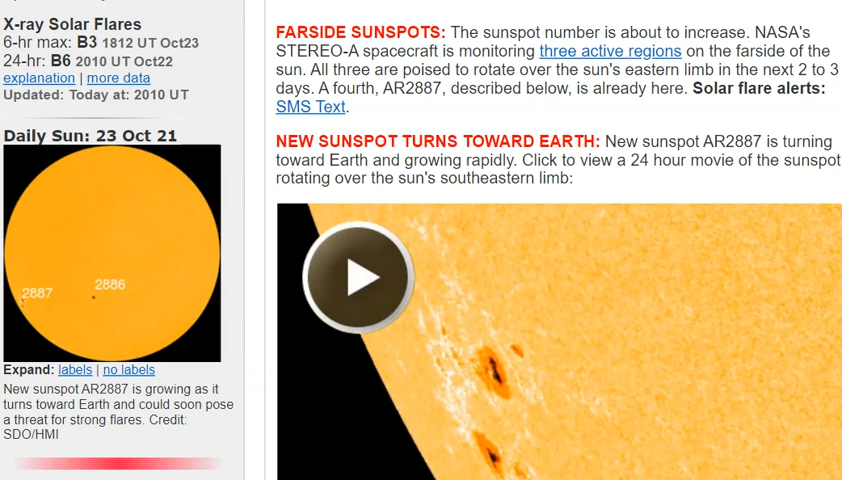 X-ray Solar Flares
6-hr max: B3 1812 UT Oct23
24-hr: B6 2010 UT Oct22
explanation | more data
Updated: Today at: 2010 UT
Daily Sun: 23 Oct 21
2887
2886
Expand: labels | no labels
New sunspot AR2887 is growing as it
turns toward Earth and could soon pose
a threat for strong flares. Credit:
SDO/HMI
FARSIDE SUNSPOTS: The sunspot number is about to increase. NASA's
STEREO-A spacecraft is monitoring three active regions on the farside of the
sun. All three are poised to rotate over the sun's eastern limb in the next 2 to 3
days. A fourth, AR2887, described below, is already here. Solar flare alerts:
SMS Text.
NEW SUNSPOT TURNS TOWARD EARTH: New sunspot AR2887 is turning
toward Earth and growing rapidly. Click to view a 24 hour movie of the sunspot
rotating over the sun's southeastern limb: